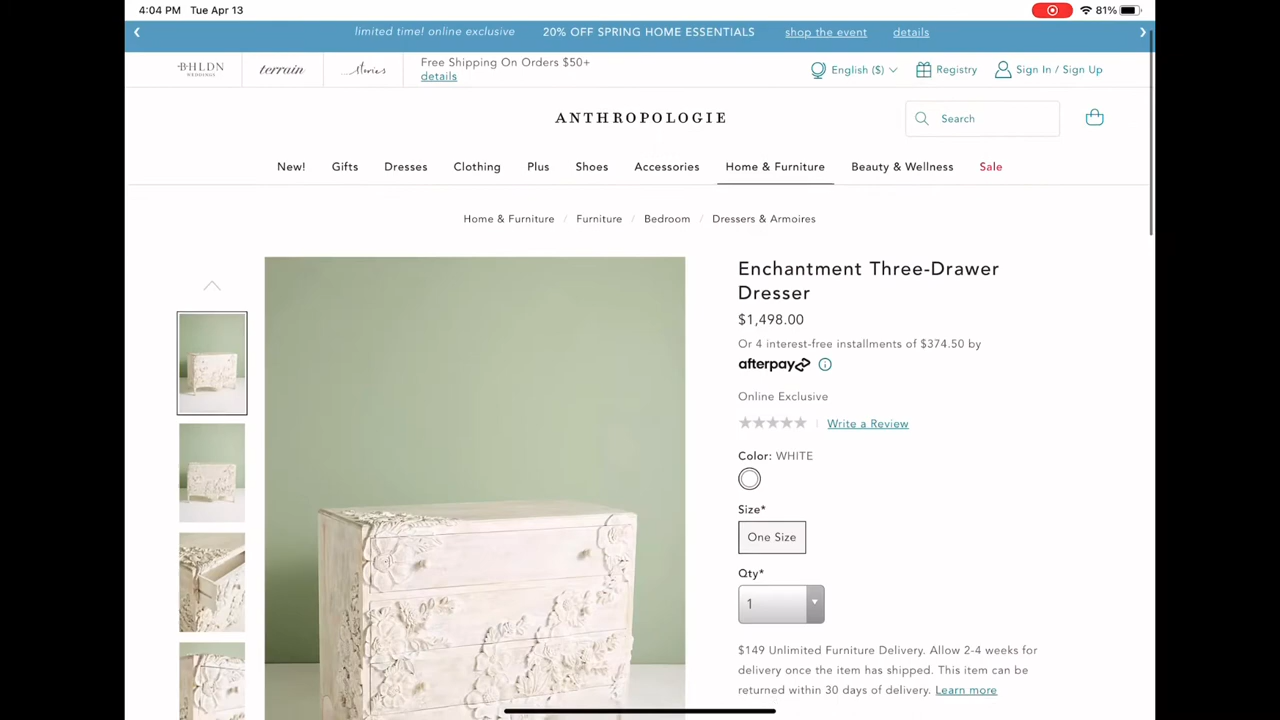 4:04 PM Tue Apr 13
81%
limited time! online exclusive 20% OFF SPRING HOME ESSENTIALS shop the event details
BHLDN
WEDDINGS
terrain
stories
Free Shipping On Orders $50+
details
English ($)
Registry
Sign In / Sign Up
ANTHROPOLOGIE
Search
New! Gifts Dresses Clothing Plus Shoes Accessories Home & Furniture Beauty & Wellness Sale
Home & Furniture / Furniture / Bedroom / Dressers & Armoires
Enchantment Three-Drawer
Dresser
$1,498.00
Or 4 interest-free installments of $374.50 by
afterpay
Online Exclusive
Write a Review
Color: WHITE
Size*
One Size
Qty*
1
$149 Unlimited Furniture Delivery. Allow 2-4 weeks for
delivery once the item has shipped. This item can be
returned within 30 days of delivery. Learn more